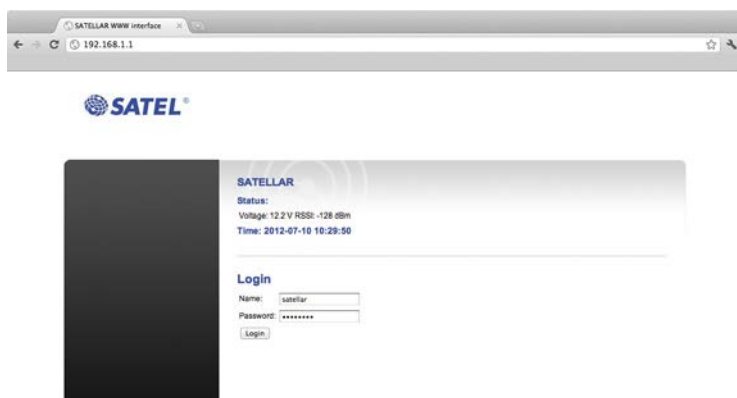 SATELLAR WWW interface
192.168.1.1
SATEL®
SATELLAR
Status:
Voltage: 12.2 V RSSI: -128 dBm
Time: 2012-07-10 10:29:50
Login
Name: satellar
Password: ••••••••
Login